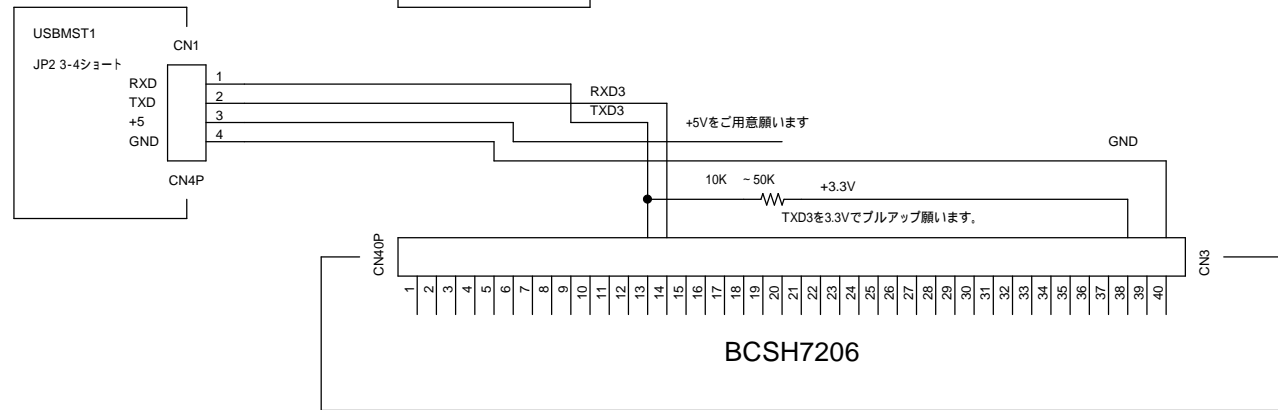 USBMST1
CN1
JP2 3-4ショート
RXD 1
TXD 2
+5 3
GND 4
CN4P
RXD3
TXD3
+5Vをご用意願います
GND
10K ~50K
+3.3V
TXD3を3.3Vでプルアップ願います。
CN40P
CN3
1 2 3 4 5 6 7 8 9 10 11 12 13 14 15 16 17 18 19 20 21 22 23 24 25 26 27 28 29 30 31 32 33 34 35 36 37 38 39 40
BCSH7206